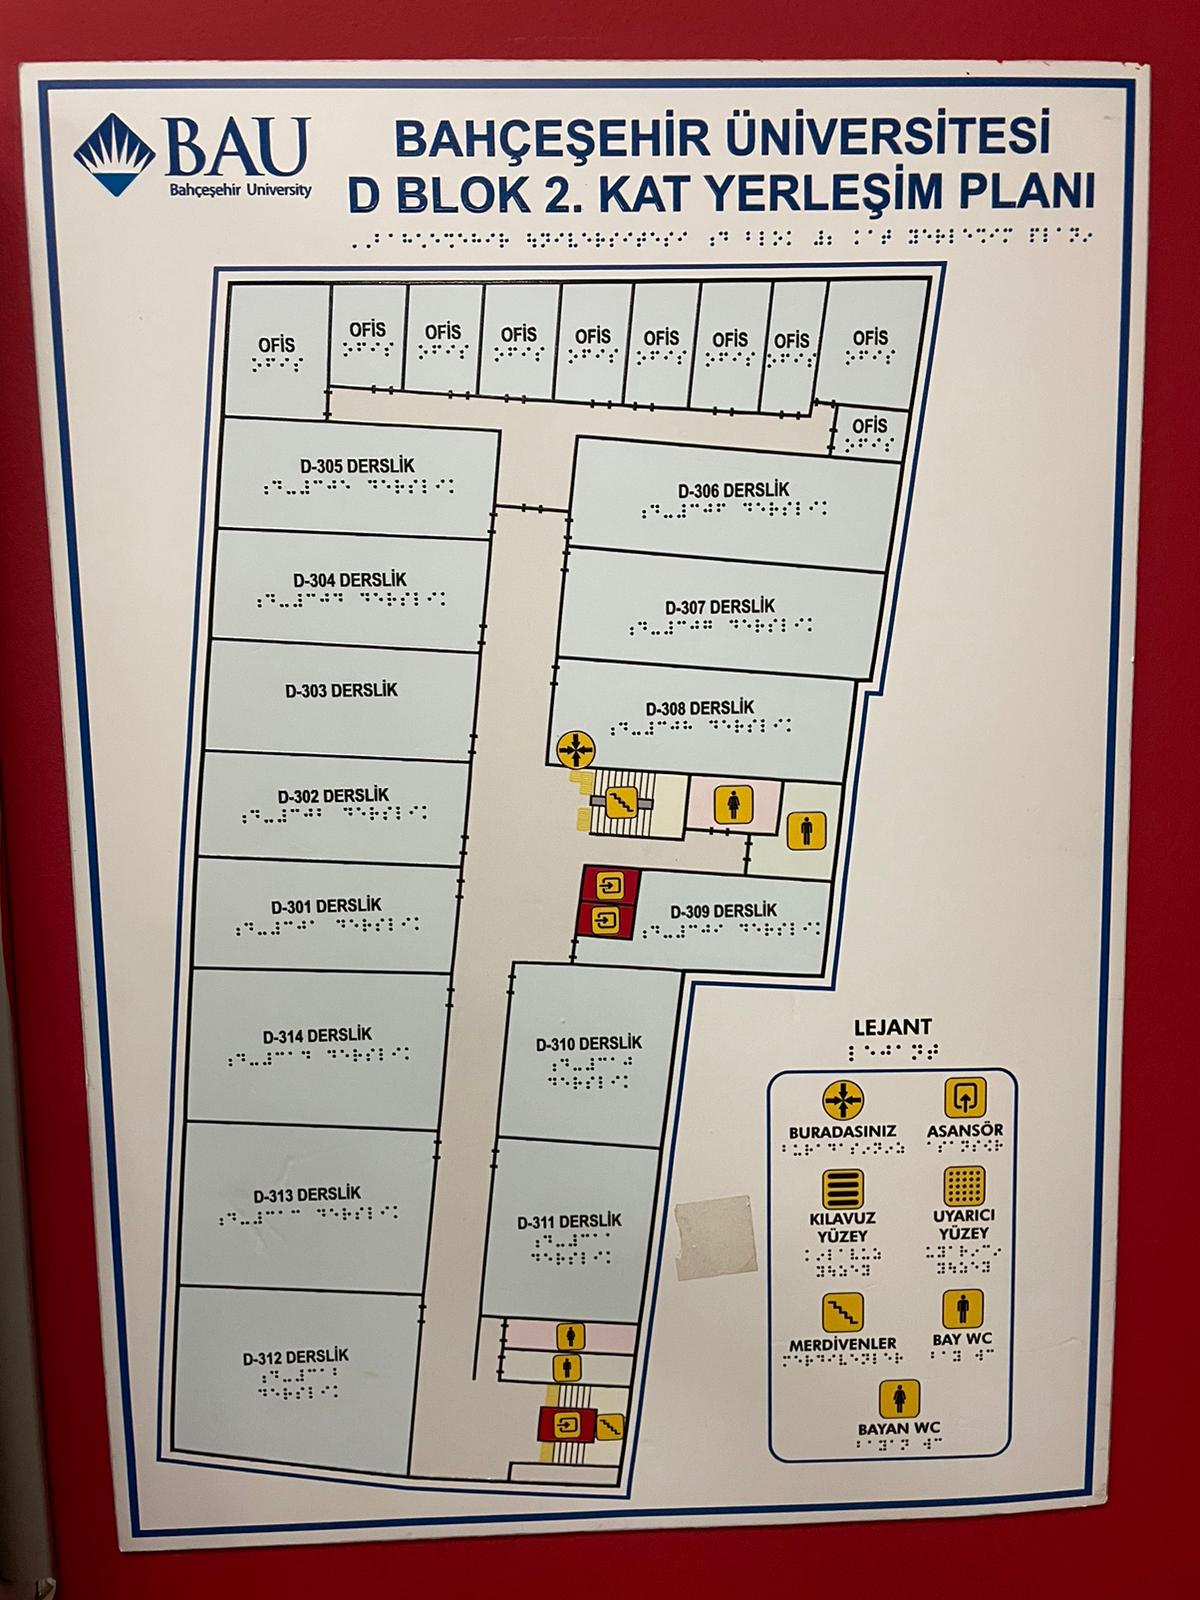 BAU
Bahçeşehir University
BAHÇEŞEHİR ÜNİVERSİTESİ
D BLOK 2. KAT YERLEŞİM PLANI
OFİS
OFİS
OFİS
OFİS
OFİS
OFİS
OFİS
OFİS
OFİS
OFİS
D-305 DERSLİK
D-306 DERSLİK
D-304 DERSLİK
D-307 DERSLİK
D-303 DERSLİK
D-308 DERSLİK
D-302 DERSLİK
D-301 DERSLİK
D-309 DERSLİK
D-314 DERSLİK
D-310 DERSLİK
D-313 DERSLİK
D-311 DERSLİK
D-312 DERSLİK
LEJANT
BURADASINIZ
ASANSÖR
KILAVUZ
YÜZEY
UYARICI
YÜZEY
MERDİVENLER
BAY WC
BAYAN WC